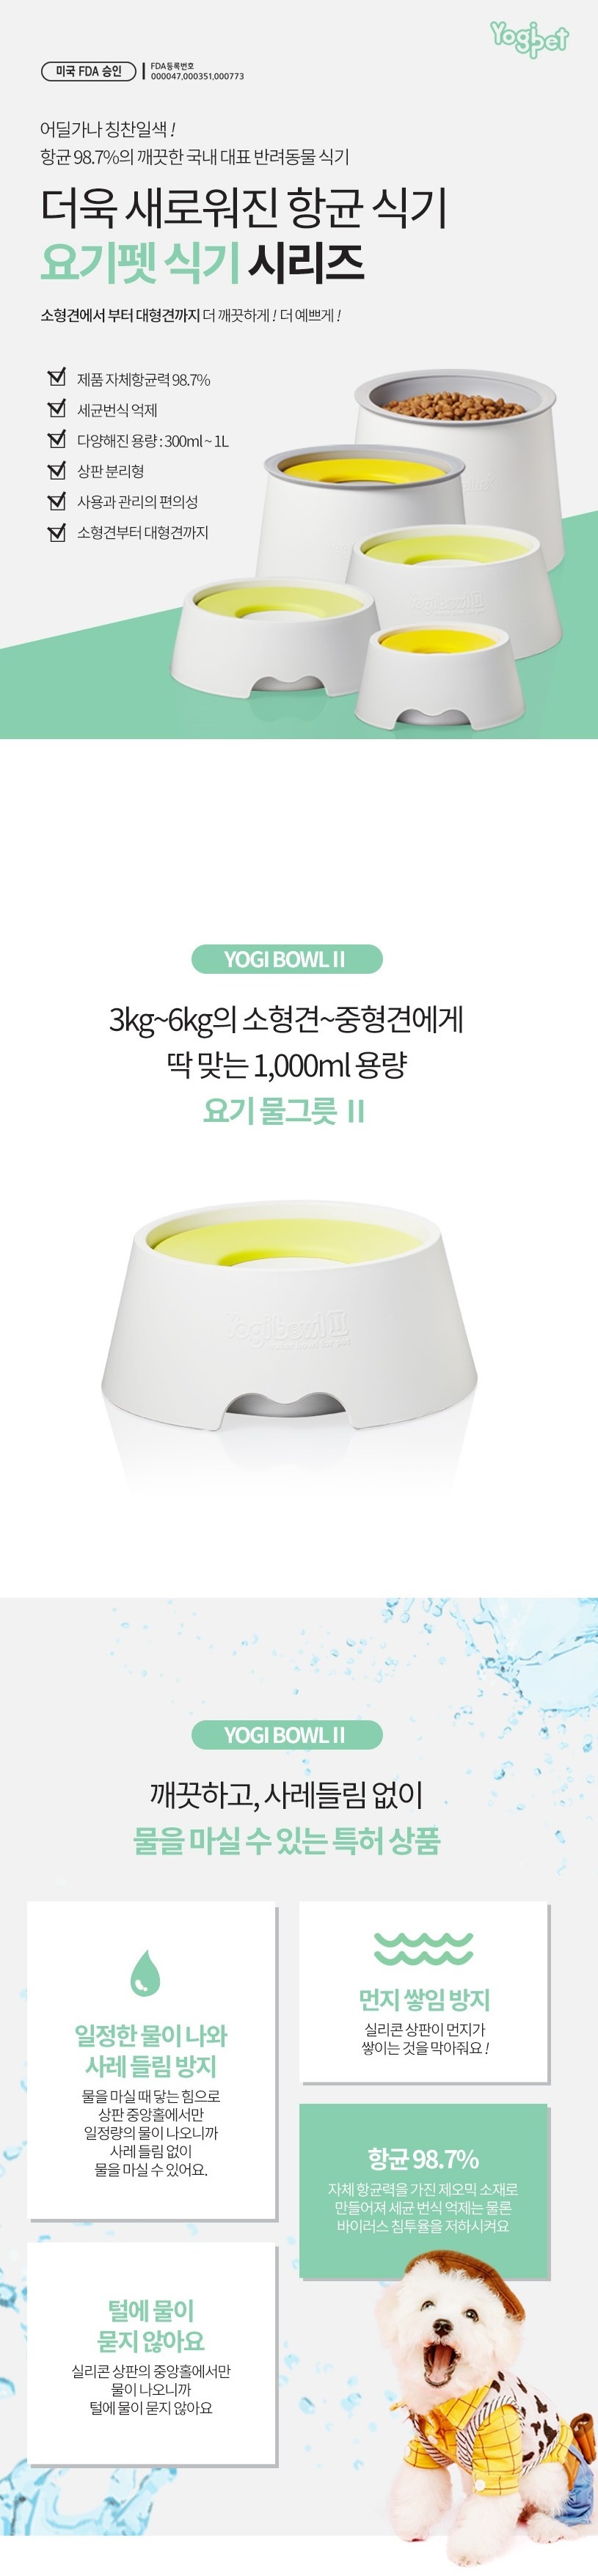 Yogipet
미국 FDA 승인
FDA등록번호
000047,000351,000773
어딜가나 칭찬일색!
항균 98.7%의 깨끗한 국내 대표 반려동물 식기
더욱 새로워진 항균 식기
요기펫 식기 시리즈
소형견에서 부터 대형견까지 더 깨끗하게! 더 예쁘게!
제품 자체항균력 98.7%
세균번식 억제
다양해진 용량 : 300ml ~ 1L
상판 분리형
사용과 관리의 편의성
소형견부터 대형견까지
YOGI BOWL II
3kg~6kg의 소형견~중형견에게
딱 맞는 1,000ml 용량
요기 물그릇 II
Yogibowl II
water bowl for pet
YOGI BOWL II
깨끗하고, 사레들림 없이
물을 마실 수 있는 특허 상품
일정한 물이 나와
사레 들림 방지
물을 마실 때 닿는 힘으로
상판 중앙홀에서만
일정량의 물이 나오니까
사레 들림 없이
물을 마실 수 있어요.
먼지 쌓임 방지
실리콘 상판이 먼지가
쌓이는 것을 막아줘요!
항균 98.7%
자체 항균력을 가진 제오믹 소재로
만들어져 세균 번식 억제는 물론
바이러스 침투율을 저하시켜요
털에 물이
묻지 않아요
실리콘 상판의 중앙홀에서만
물이 나오니까
털에 물이 묻지 않아요